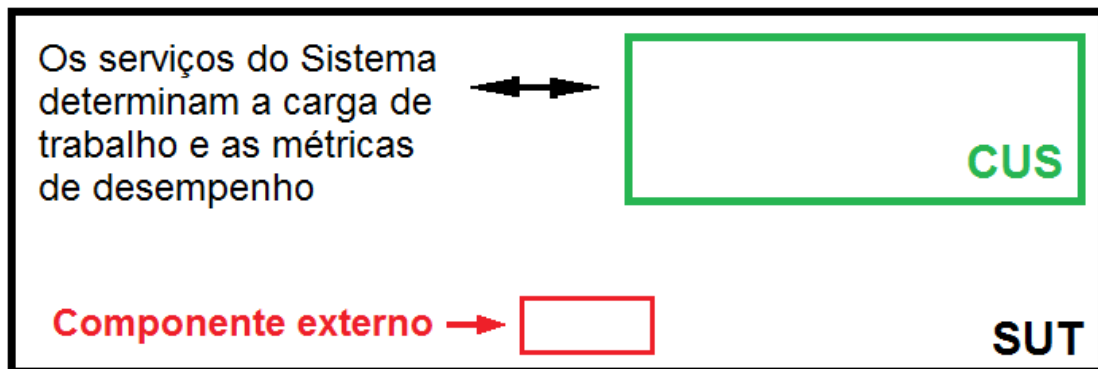 Os serviços do Sistema
determinam a carga de
trabalho e as métricas
de desempenho
CUS
Componente externo
SUT